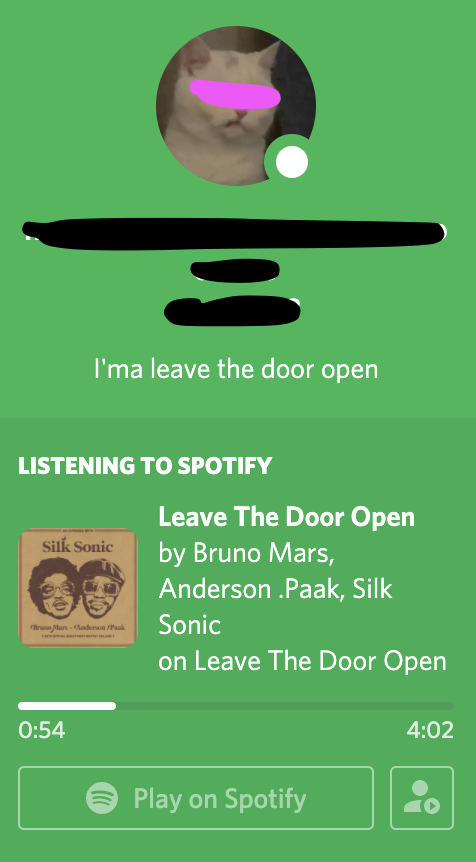 I'ma leave the door open
LISTENING TO SPOTIFY
Silk Sonic
Bruno Mars - Anderson .Paak
Leave The Door Open
by Bruno Mars,
Anderson .Paak, Silk
Sonic
on Leave The Door Open
0:54
4:02
Play on Spotify